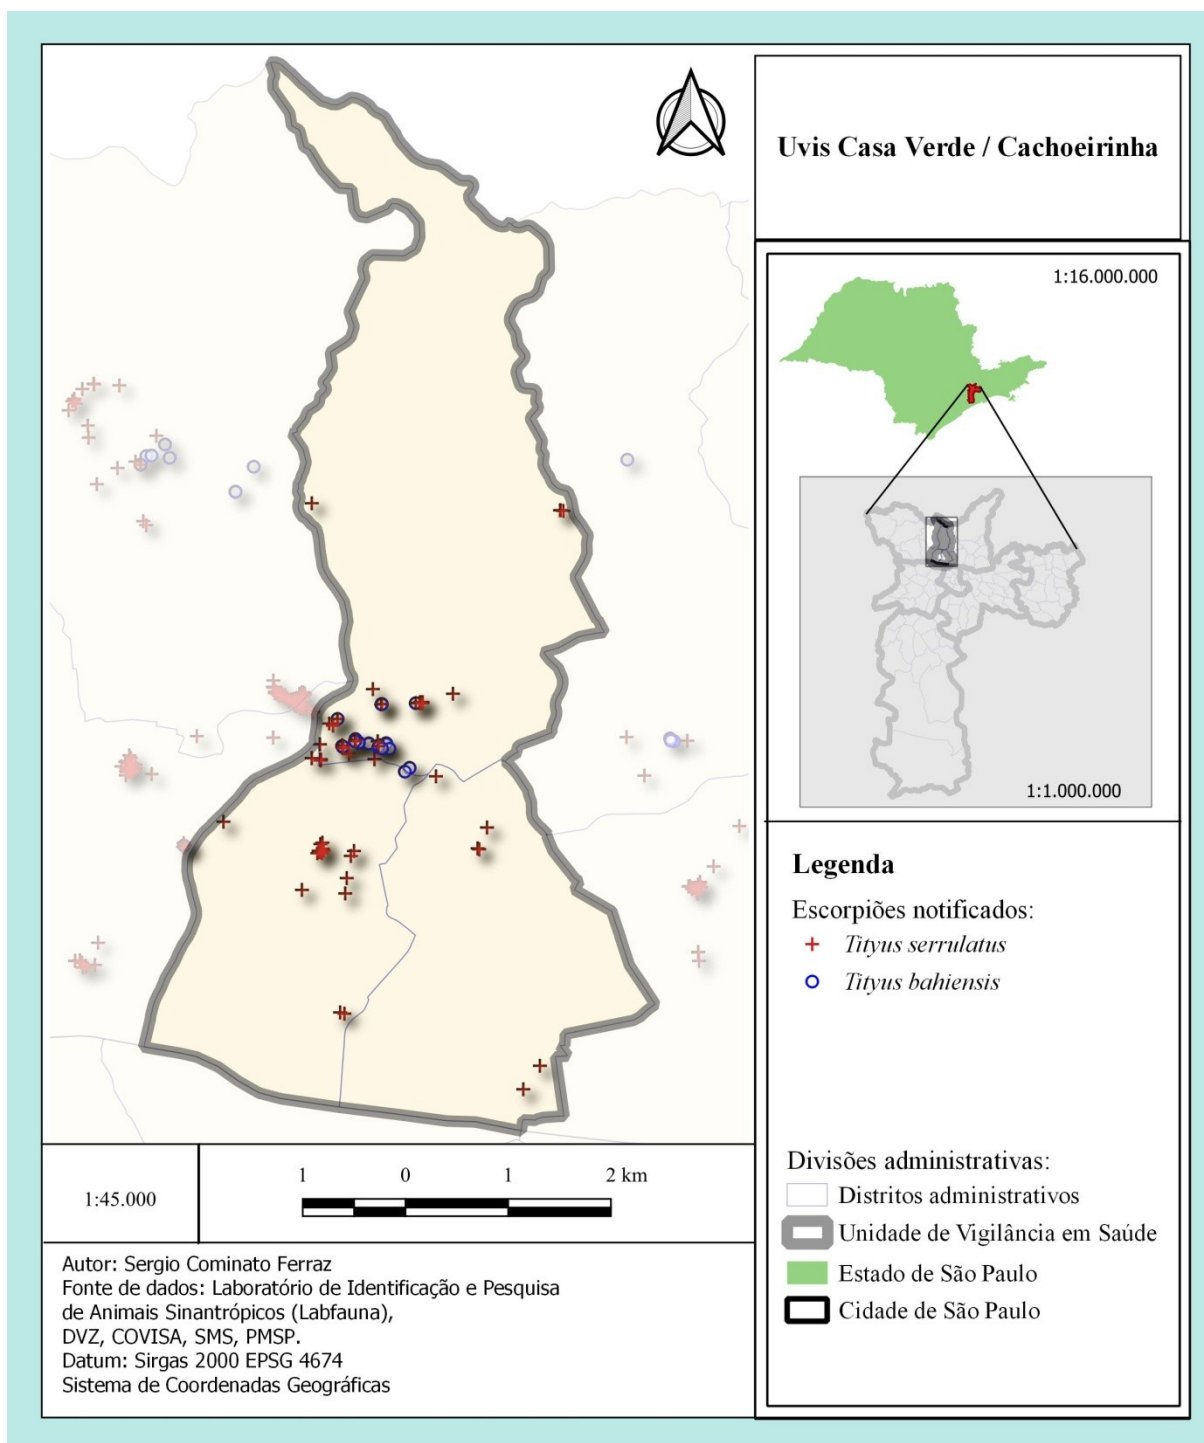 Uvis Casa Verde / Cachoeirinha
1:16.000.000
1:1.000.000
Legenda
Escorpiões notificados:
Tityus serrulatus
Tityus bahiensis
Divisões administrativas:
Distritos administrativos
Unidade de Vigilância em Saúde
Estado de São Paulo
Cidade de São Paulo
1:45.000
1 0 1 2 km
Autor: Sergio Cominato Ferraz
Fonte de dados: Laboratório de Identificação e Pesquisa
de Animais Sinantrópicos (Labfauna),
DVZ, COVISA, SMS, PMSP.
Datum: Sirgas 2000 EPSG 4674
Sistema de Coordenadas Geográficas